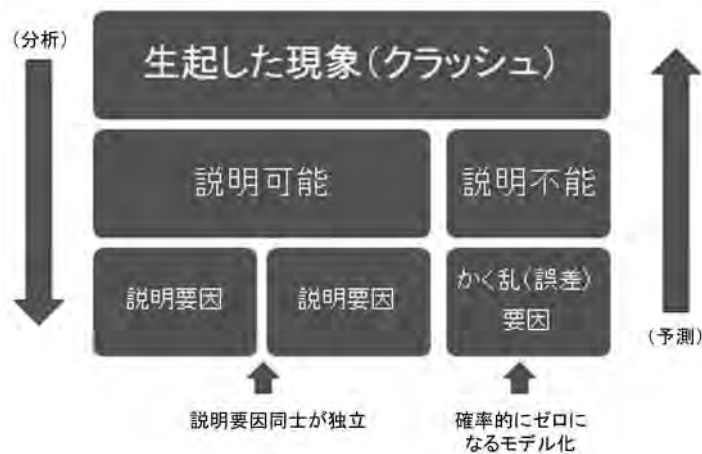 (分析)
生起した現象(クラッシュ)
説明可能
説明不能
説明要因
説明要因
かく乱(誤差)
要因
(予測)
説明要因同士が独立
確率的にゼロに
なるモデル化